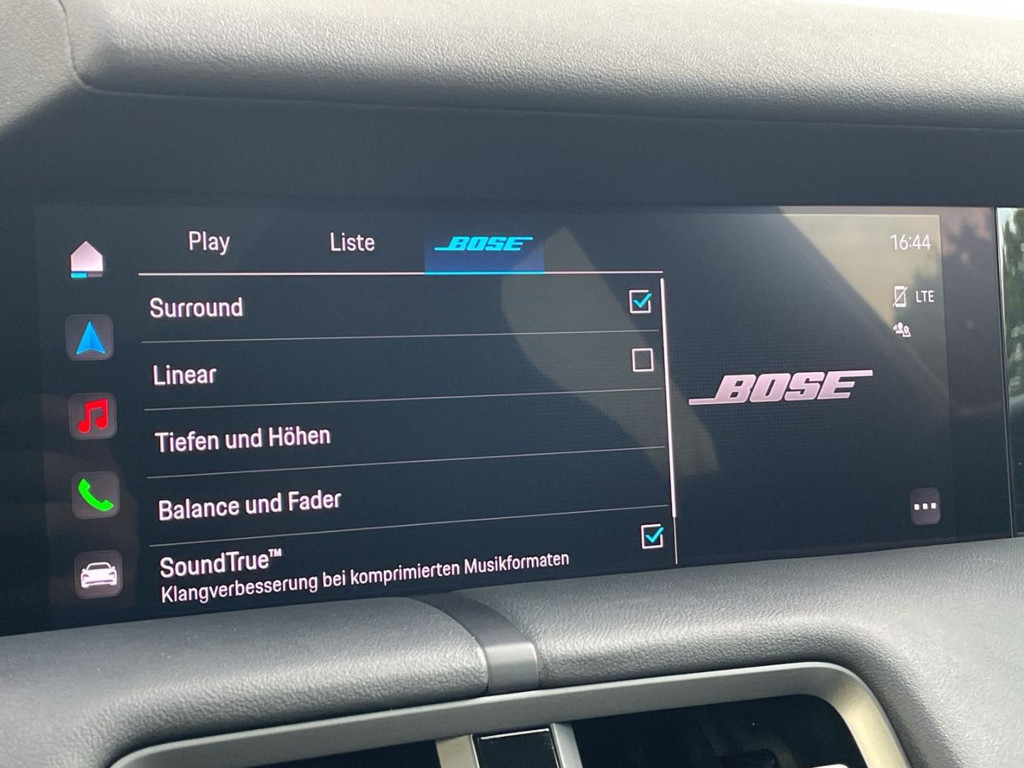 Play Liste BOSE
16:44
Surround
LTE
Linear
BOSE
Tiefen und Höhen
Balance und Fader
SoundTrue™
Klangverbesserung bei komprimierten Musikformaten